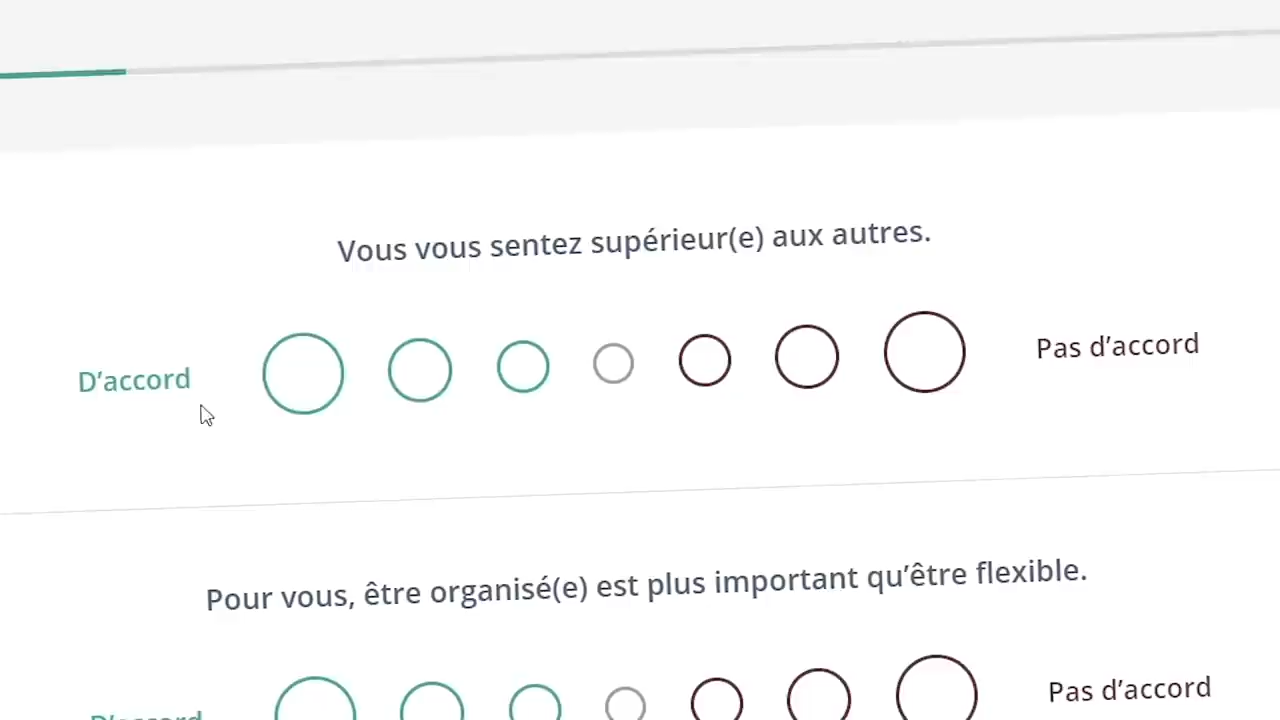 Vous vous sentez supérieur(e) aux autres.
D’accord
Pas d’accord
Pour vous, être organisé(e) est plus important qu’être flexible.
D’accord
Pas d’accord